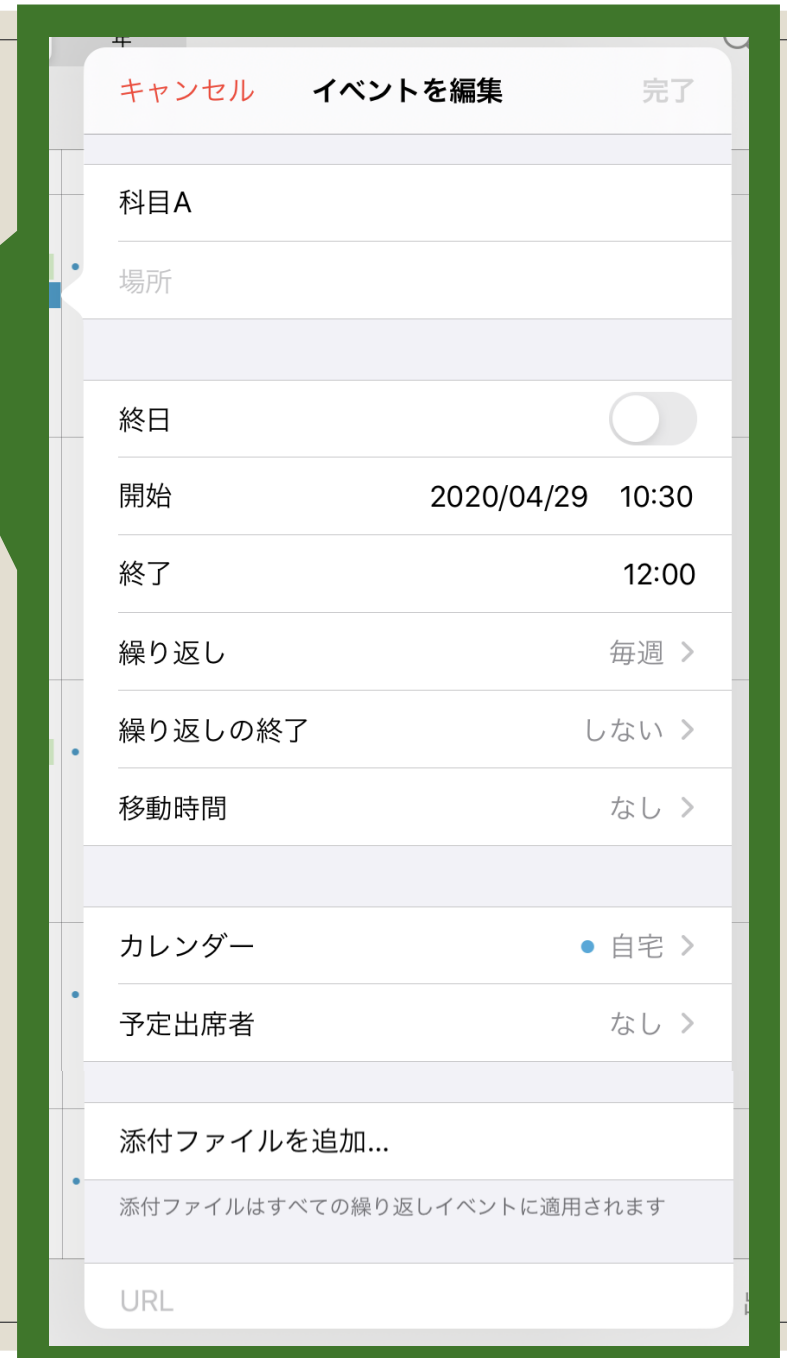 年
キャンセル イベントを編集 完了
科目A
場所
終日
開始 2020/04/29 10:30
終了 12:00
繰り返し 毎週
繰り返しの終了 しない
移動時間 なし
カレンダー 自宅
予定出席者 なし
添付ファイルを追加...
添付ファイルはすべての繰り返しイベントに適用されます
URL